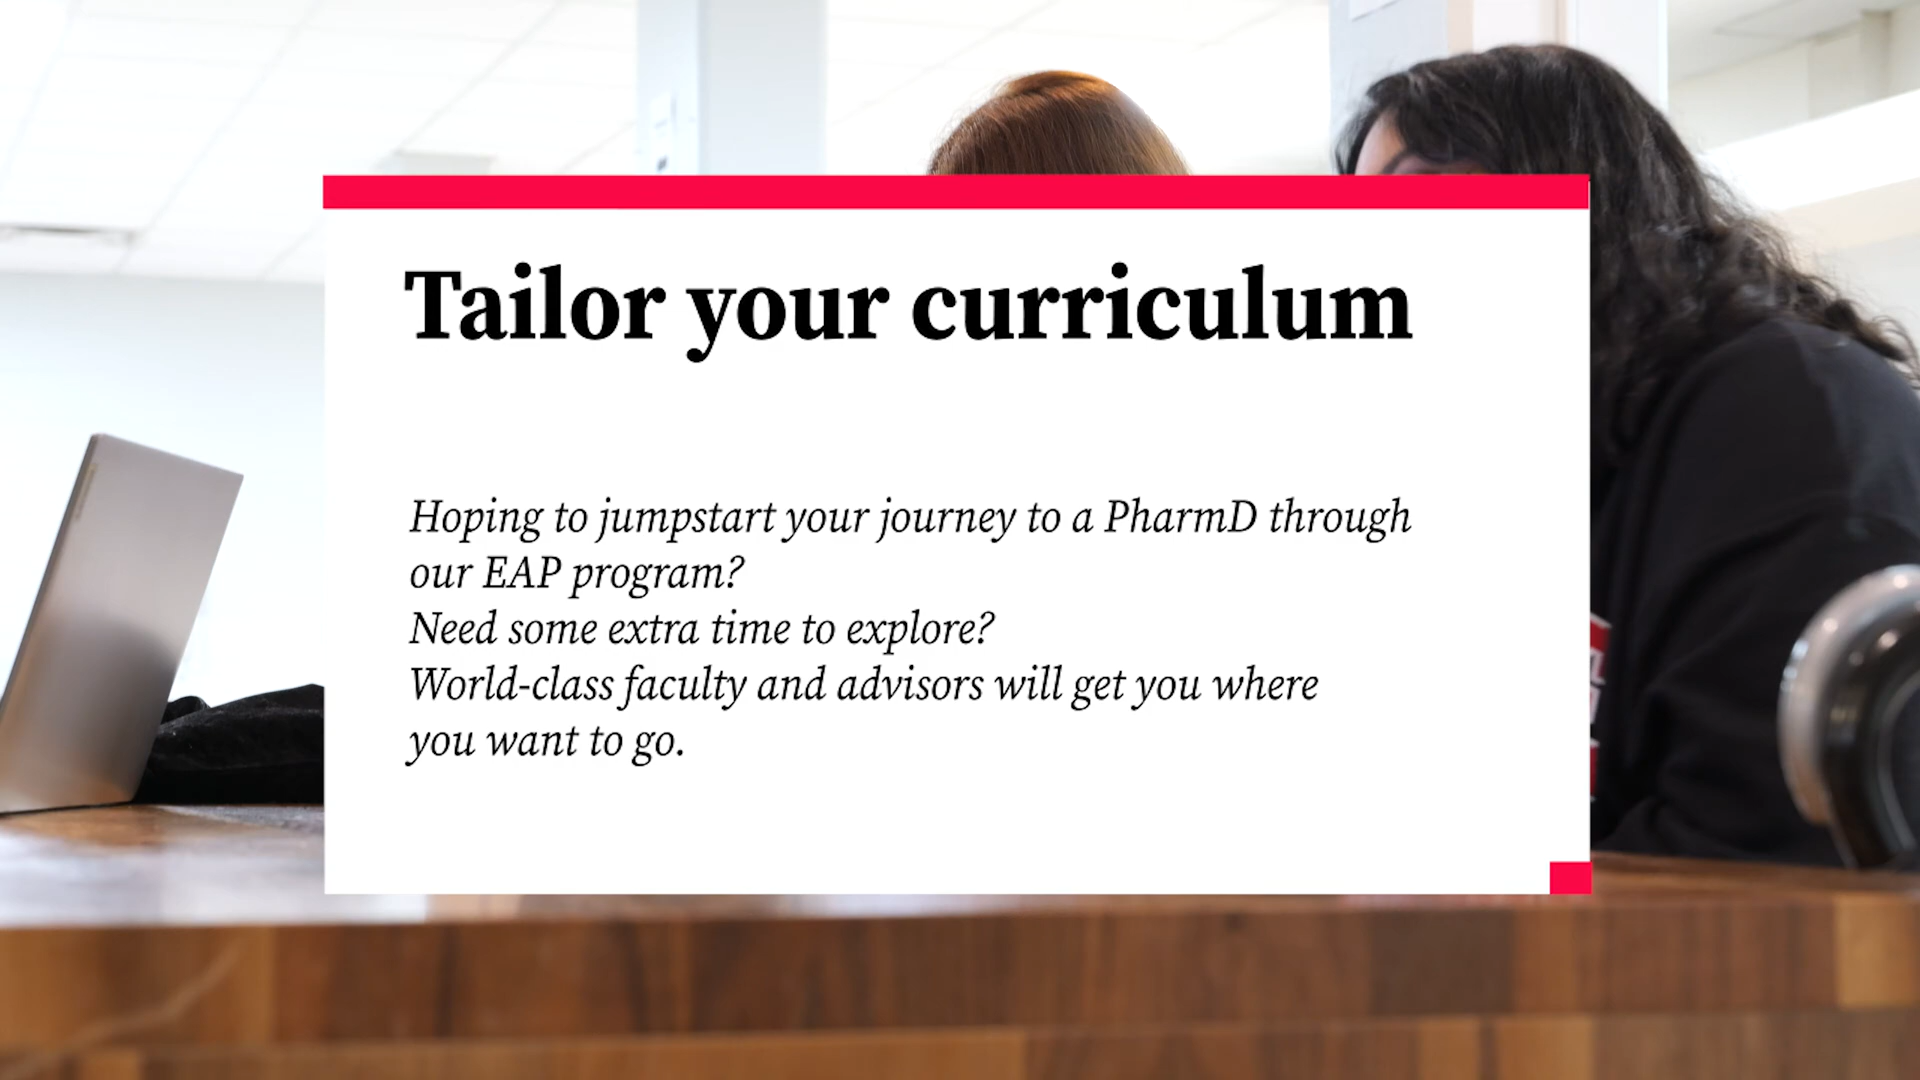 Tailor your curriculum
Hoping to jumpstart your journey to a PharmD through
our EAP program?
Need some extra time to explore?
World-class faculty and advisors will get you where
you want to go.